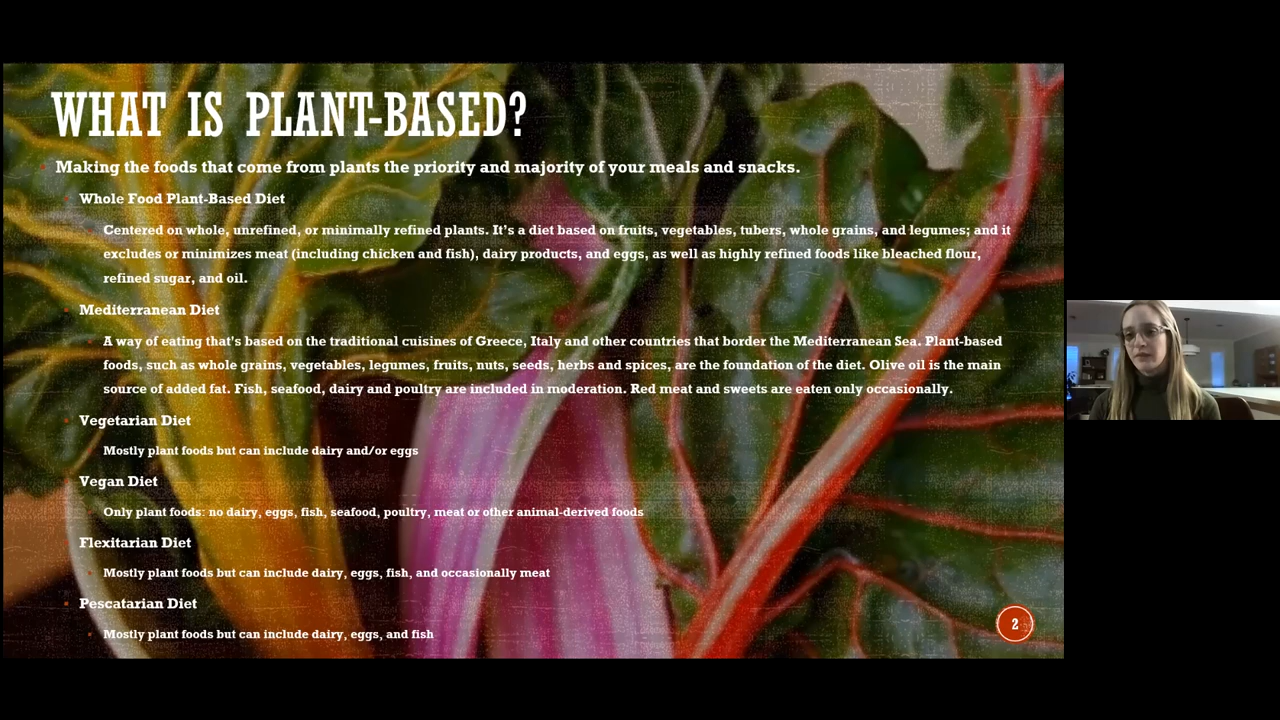 WHAT IS PLANT-BASED?
Making the foods that come from plants the priority and majority of your meals and snacks.
Whole Food Plant-Based Diet
Centered on whole, unrefined, or minimally refined plants. It’s a diet based on fruits, vegetables, tubers, whole grains, and legumes; and it
excludes or minimizes meat (including chicken and fish), dairy products, and eggs, as well as highly refined foods like bleached flour,
refined sugar, and oil.
Mediterranean Diet
A way of eating that’s based on the traditional cuisines of Greece, Italy and other countries that border the Mediterranean Sea. Plant-based
foods, such as whole grains, vegetables, legumes, fruits, nuts, seeds, herbs and spices, are the foundation of the diet. Olive oil is the main
source of added fat. Fish, seafood, dairy and poultry are included in moderation. Red meat and sweets are eaten only occasionally.
Vegetarian Diet
Mostly plant foods but can include dairy and/or eggs
Vegan Diet
Only plant foods: no dairy, eggs, fish, seafood, poultry, meat or other animal-derived foods
Flexitarian Diet
Mostly plant foods but can include dairy, eggs, fish, and occasionally meat
Pescatarian Diet
Mostly plant foods but can include dairy, eggs, and fish
2